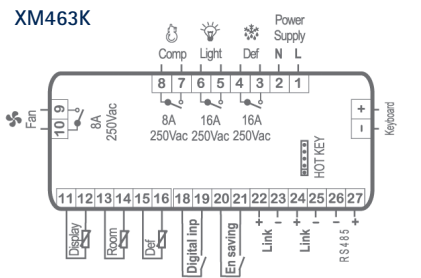 XM463K
Power
Supply
Comp Light Def N L
8 7 6 5 4 3 2 1
8A 16A 16A
250Vac 250Vac 250Vac
Fan
9
10
8A
250Vac
HOT KEY
+
-
Keyboard
11 12 13 14 15 16 18 19 20 21 22 23 24 25 26 27
Display
Room
Def
Digital inp
En saving
+ Link -
+ Link -
- RS485 +